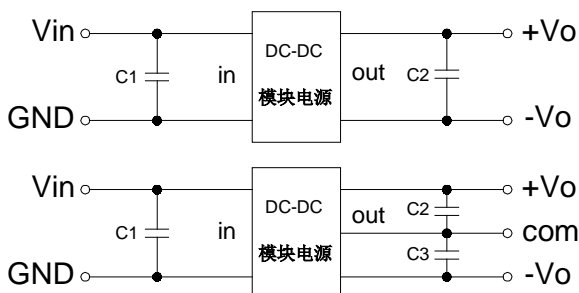 Vin
DC-DC
+Vo
C1
in
out
C2
模块电源
GND
-Vo
Vin
DC-DC
+Vo
C1
in
out
C2
com
模块电源
C3
GND
-Vo